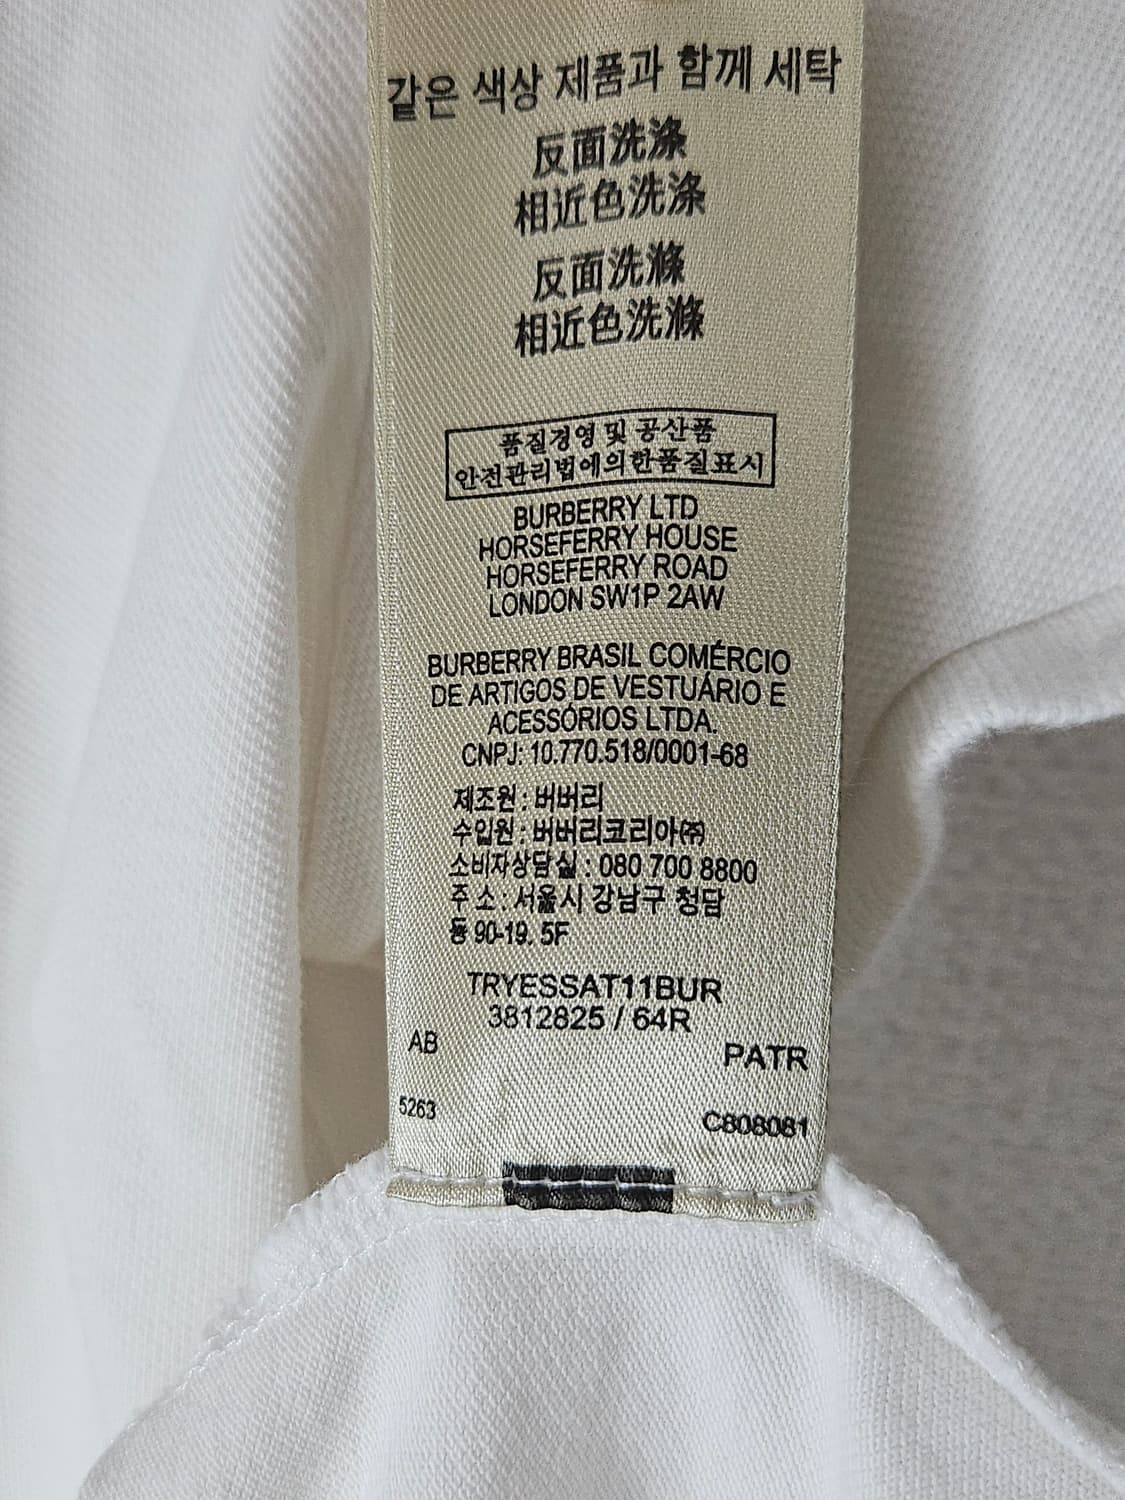 같은 색상 제품과 함께 세탁
反面洗涤
相近色洗涤
反面洗滌
相近色洗滌
품질경영 및 공산품
안전관리법에의한품질표시
BURBERRY LTD
HORSEFERRY HOUSE
HORSEFERRY ROAD
LONDON SW1P 2AW
BURBERRY BRASIL COMÉRCIO
DE ARTIGOS DE VESTUÁRIO E
ACESSÓRIOS LTDA.
CNPJ: 10.770.518/0001-68
제조원 : 버버리
수입원 : 버버리코리아㈜
소비자상담실 : 080 700 8800
주 소 : 서울시 강남구 청담
동 90-19. 5F
TRYESSAT11BUR
3812825 / 64R
AB
PATR
5263
C808081